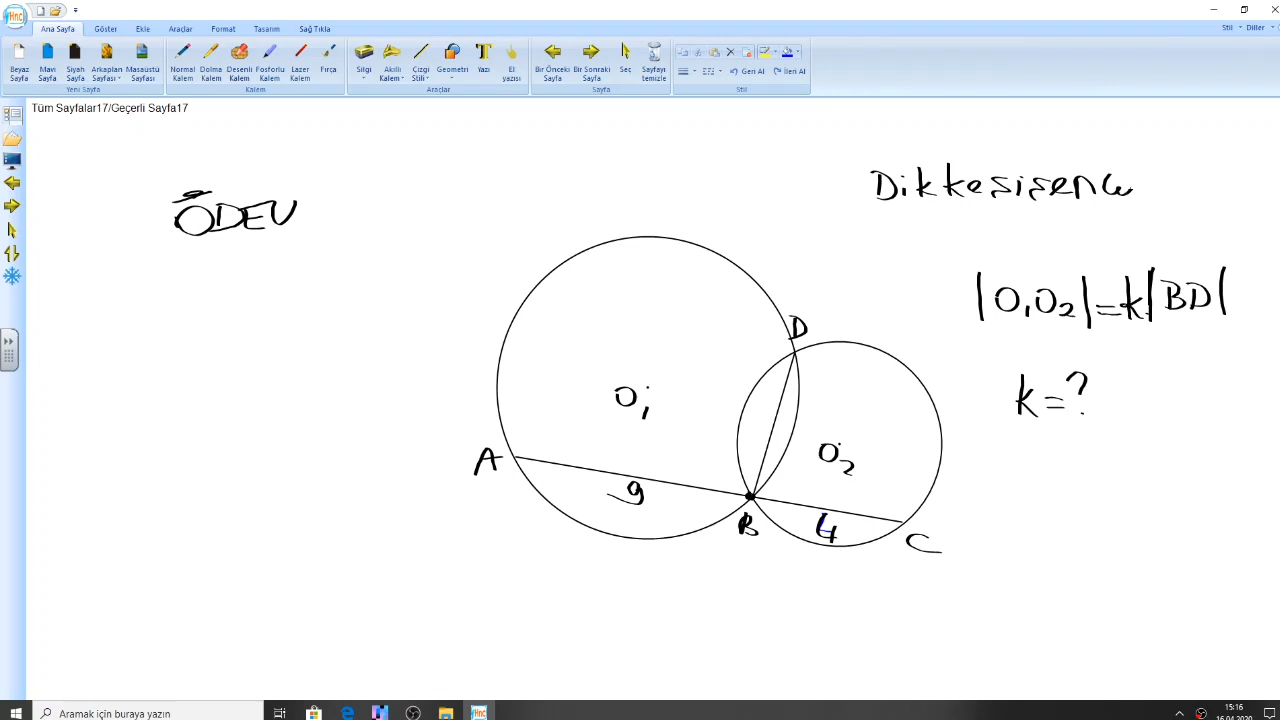 Ana Sayfa Göster Ekle Araçlar Format Tasarım Sağ Tıkla
Stil Diller
Beyaz Sayfa
Mavi Sayfa
Siyah Sayfa
Arkaplan Sayfası
Masaüstü Sayfası
Normal Kalem
Dolma Kalem
Desenli Kalem
Fosforlu Kalem
Lazer Kalem
Fırça
Silgi
Akıllı Kalem
Çizgi Stili
Geometri
Yazı
El yazısı
Bir Önceki Sayfa
Bir Sonraki Sayfa
Seç
Sayfayı temizle
Geri Al
İleri Al
Yeni Sayfa Kalem Araçlar Sayfa Stil
Tüm Sayfalar17/Geçerli Sayfa17
ÖDEV
|O₁O₂|=k|BD|
k=?
D
O₁
O₂
A
9
B
4
C
Aramak için buraya yazın
15:16
16.04.2020